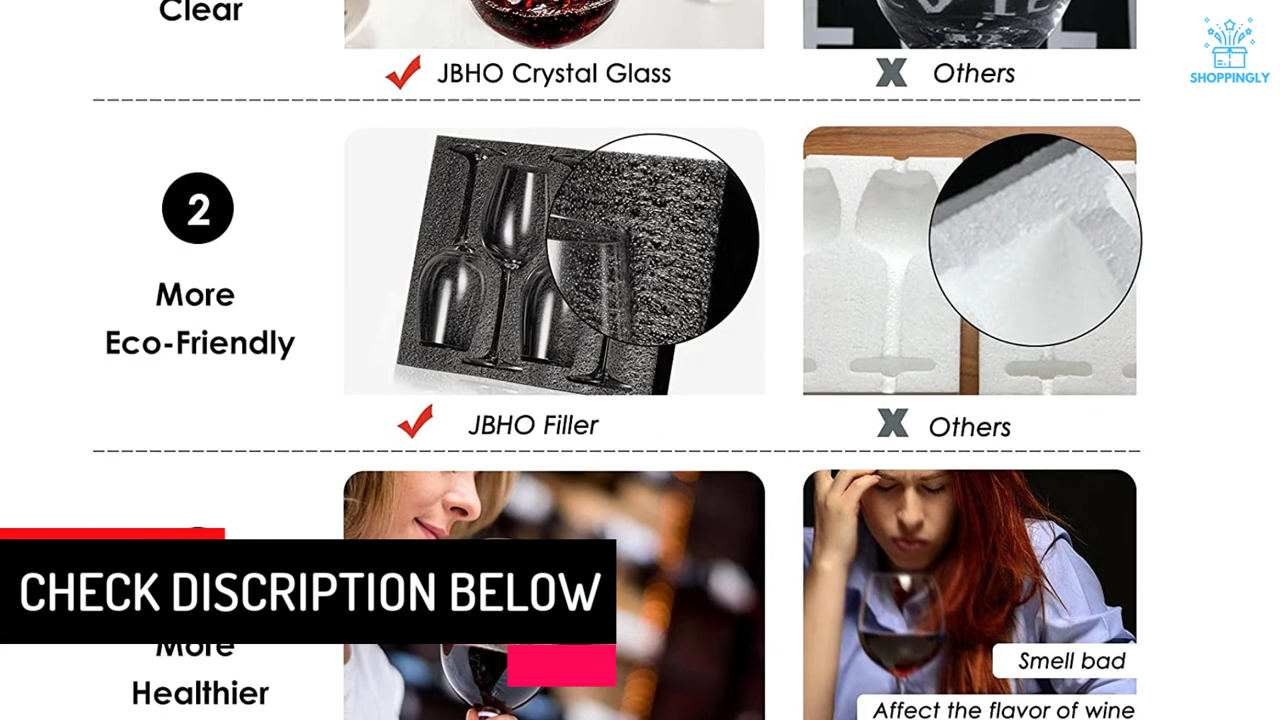 Clear
JBHO Crystal Glass
X Others
SHOPPINGLY
2
More
Eco-Friendly
JBHO Filler
X Others
CHECK DISCRIPTION BELOW
More
Healthier
Smell bad
Affect the flavor of wine